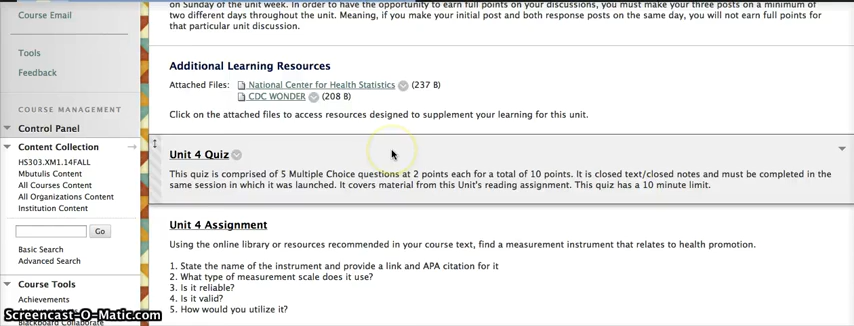 Course Email
Tools
Feedback
COURSE MANAGEMENT
Control Panel
Content Collection
HS303.XM1.14FALL
Mbutulis Content
All Courses Content
All Organizations Content
Institution Content
Go
Basic Search
Advanced Search
Course Tools
Achievements
Blackboard Collaborate
on Sunday of the unit week. In order to have the opportunity to earn full points on your discussions, you must make your three posts on a minimum of
two different days throughout the unit. Meaning, if you make your initial post and both response posts on the same day, you will not earn full points for
that particular unit discussion.
Additional Learning Resources
Attached Files: National Center for Health Statistics (237 B)
CDC WONDER (208 B)
Click on the attached files to access resources designed to supplement your learning for this unit.
Unit 4 Quiz
This quiz is comprised of 5 Multiple Choice questions at 2 points each for a total of 10 points. It is closed text/closed notes and must be completed in the
same session in which it was launched. It covers material from this Unit's reading assignment. This quiz has a 10 minute limit.
Unit 4 Assignment
Using the online library or resources recommended in your course text, find a measurement instrument that relates to health promotion.
1. State the name of the instrument and provide a link and APA citation for it
2. What type of measurement scale does it use?
3. Is it reliable?
4. Is it valid?
5. How would you utilize it?
Screencast-O-Matic.com